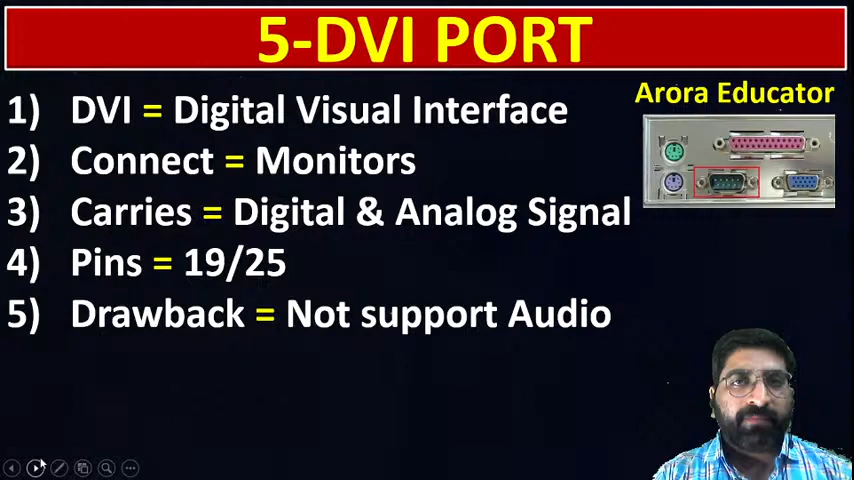 5-DVI PORT
Arora Educator
1) DVI = Digital Visual Interface
2) Connect = Monitors
3) Carries = Digital & Analog Signal
4) Pins = 19/25
5) Drawback = Not support Audio